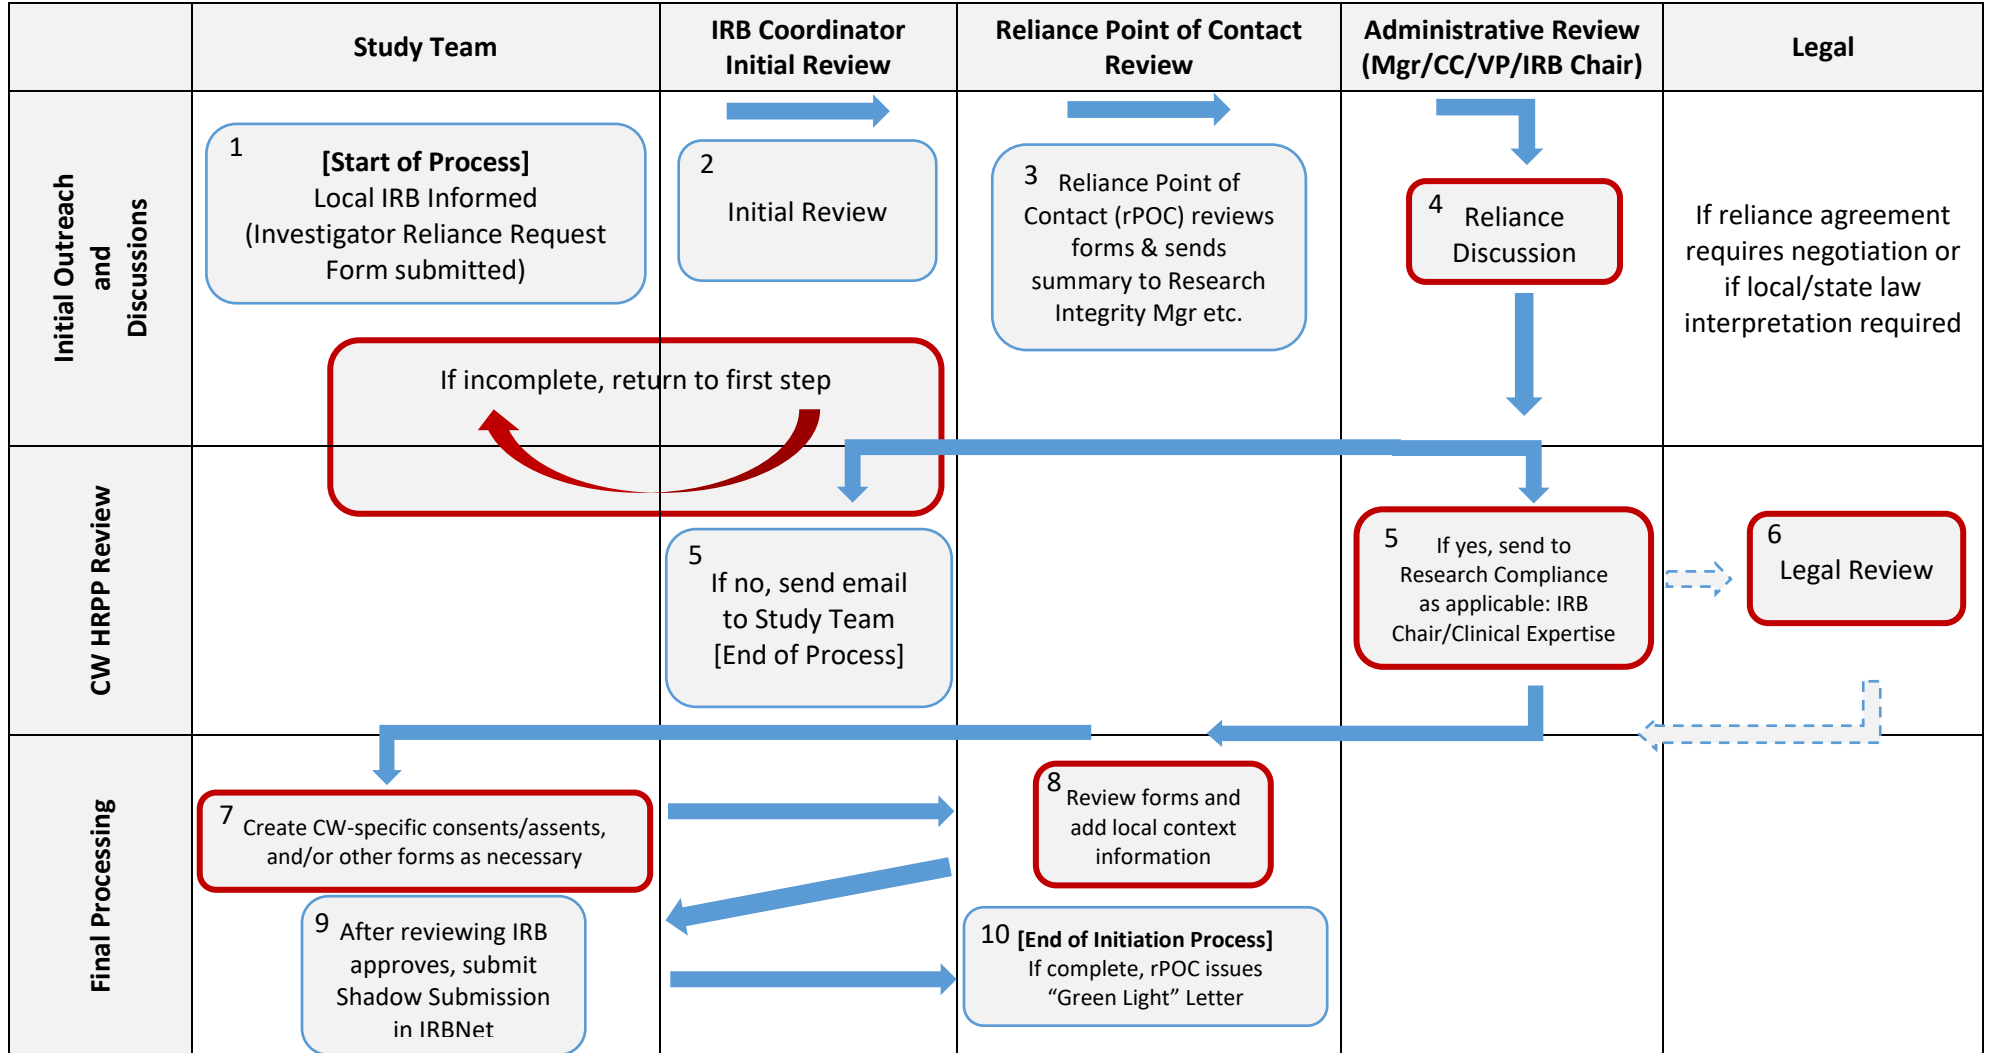 Study Team
IRB Coordinator
Initial Review
Reliance Point of Contact
Review
Administrative Review
(Mgr/CC/VP/IRB Chair)
Legal
Initial Outreach
and
Discussions
1
[Start of Process]
Local IRB Informed
(Investigator Reliance Request
Form submitted)
2
Initial Review
3 Reliance Point of
Contact (rPOC) reviews
forms & sends
summary to Research
Integrity Mgr etc.
4
Reliance
Discussion
If reliance agreement
requires negotiation or
if local/state law
interpretation required
If incomplete, return to first step
CW HRPP Review
5
If no, send email
to Study Team
[End of Process]
5 If yes, send to
Research Compliance
as applicable: IRB
Chair/Clinical Expertise
6
Legal Review
Final Processing
7 Create CW-specific consents/assents,
and/or other forms as necessary
8
Review forms and
add local context
information
9 After reviewing IRB
approves, submit
Shadow Submission
in IRBNet
10 [End of Initiation Process]
If complete, rPOC issues
“Green Light” Letter